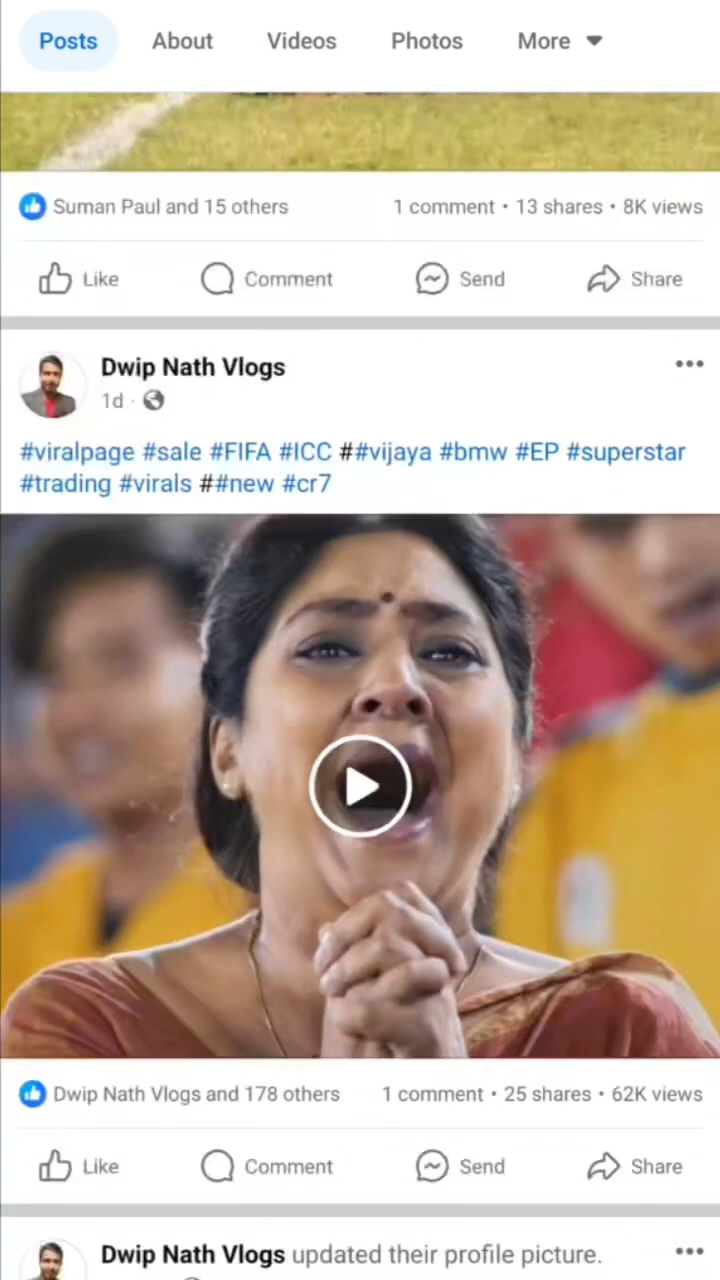 Posts About Videos Photos More
Suman Paul and 15 others 1 comment • 13 shares • 8K views
Like Comment Send Share
Dwip Nath Vlogs
1d ·
#viralpage #sale #FIFA #ICC ##vijaya #bmw #EP #superstar
#trading #virals ##new #cr7
Dwip Nath Vlogs and 178 others 1 comment • 25 shares • 62K views
Like Comment Send Share
Dwip Nath Vlogs updated their profile picture.